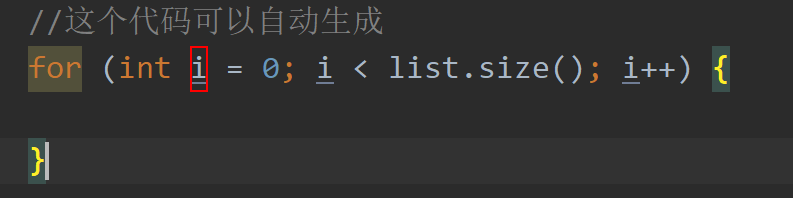 //这个代码可以自动生成
for (int i = 0; i < list.size(); i++) {
}